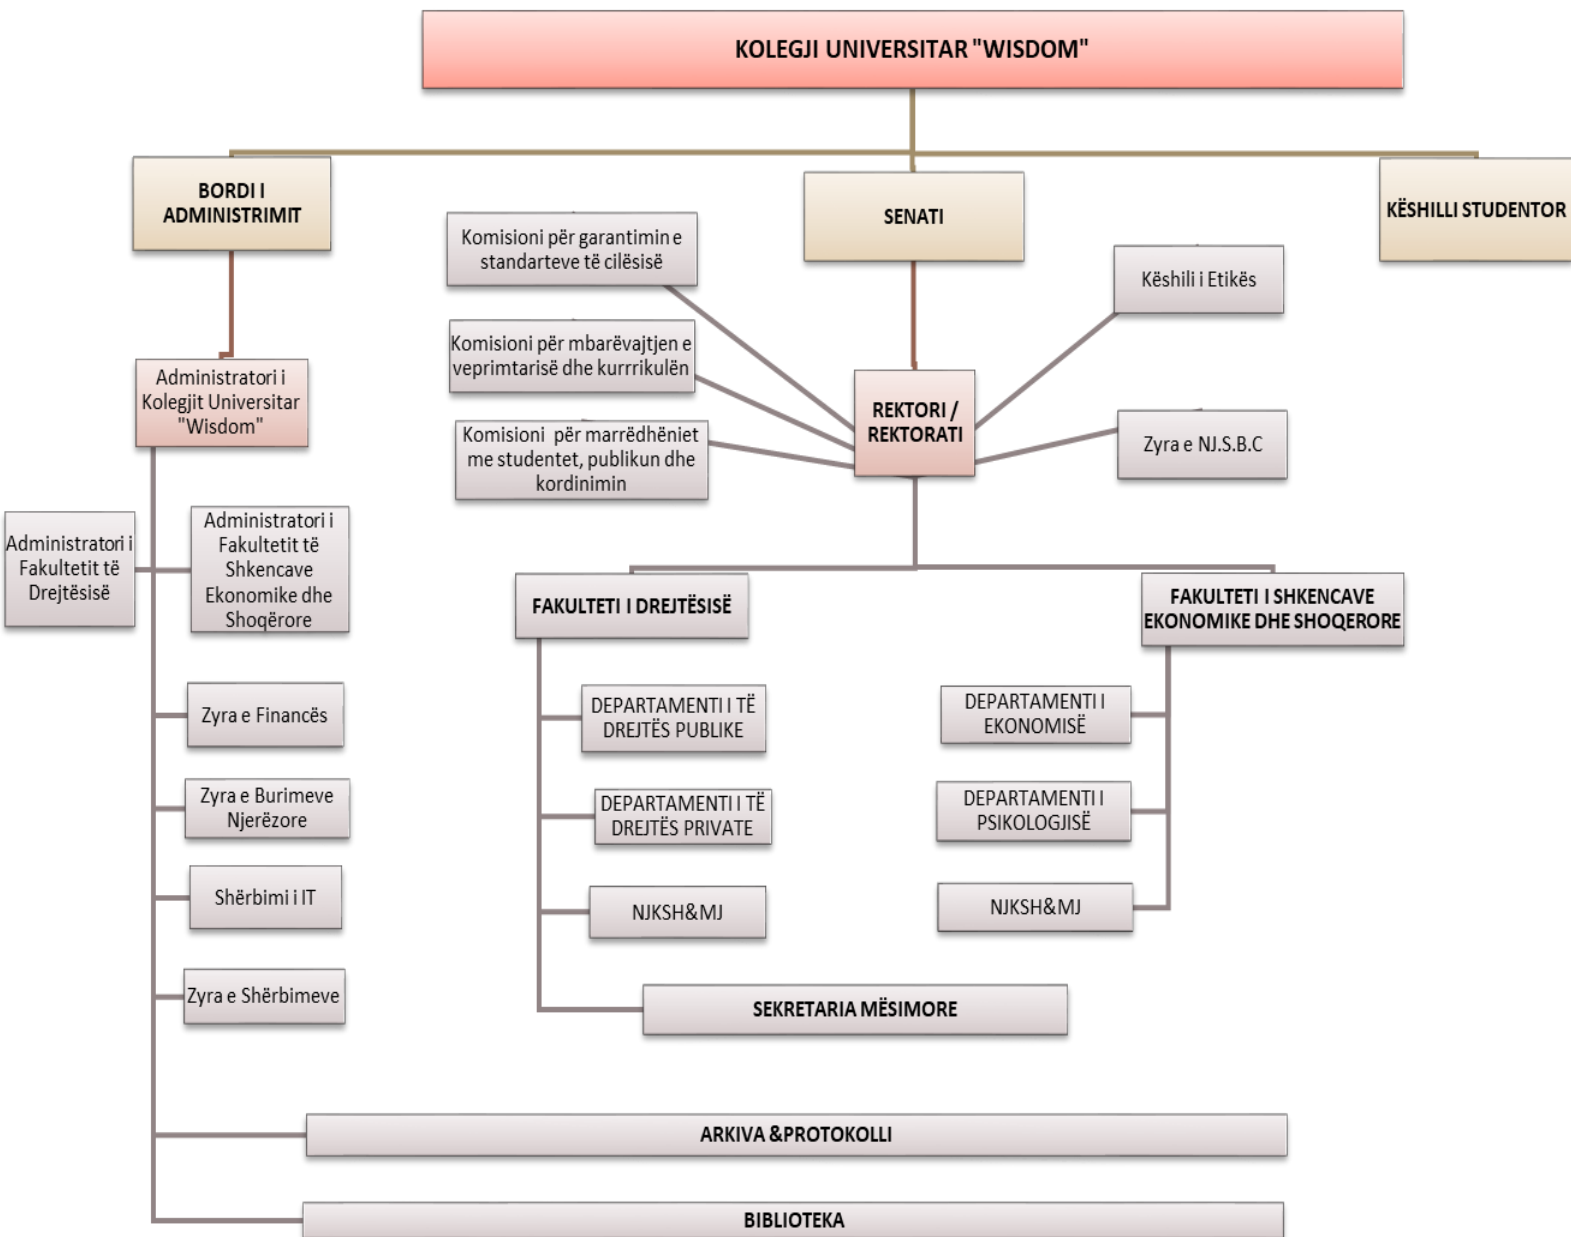 KOLEGJI UNIVERSITAR "WISDOM"
BORDI I
ADMINISTRIMIT
SENATI
KËSHILLI STUDENTOR
Komisioni për garantimin e
standarteve të cilësisë
Këshili i Etikës
Komisioni për mbarëvajtjen e
veprimtarisë dhe kurrrikulën
Administratori i
Kolegjit Universitar
"Wisdom"
REKTORI /
REKTORATI
Komisioni për marrëdhëniet
me studentet, publikun dhe
kordinimin
Zyra e NJ.S.B.C
Administratori i
Fakultetit të
Drejtësisë
Administratori i
Fakultetit të
Shkencave
Ekonomike dhe
Shoqërore
FAKULTETI I DREJTËSISË
FAKULTETI I SHKENCAVE
EKONOMIKE DHE SHOQERORE
Zyra e Financës
DEPARTAMENTI I TË
DREJTËS PUBLIKE
DEPARTAMENTI I
EKONOMISË
Zyra e Burimeve
Njerëzore
DEPARTAMENTI I TË
DREJTËS PRIVATE
DEPARTAMENTI I
PSIKOLOGJISË
Shërbimi i IT
NJKSH&MJ
NJKSH&MJ
Zyra e Shërbimeve
SEKRETARIA MËSIMORE
ARKIVA &PROTOKOLLI
BIBLIOTEKA